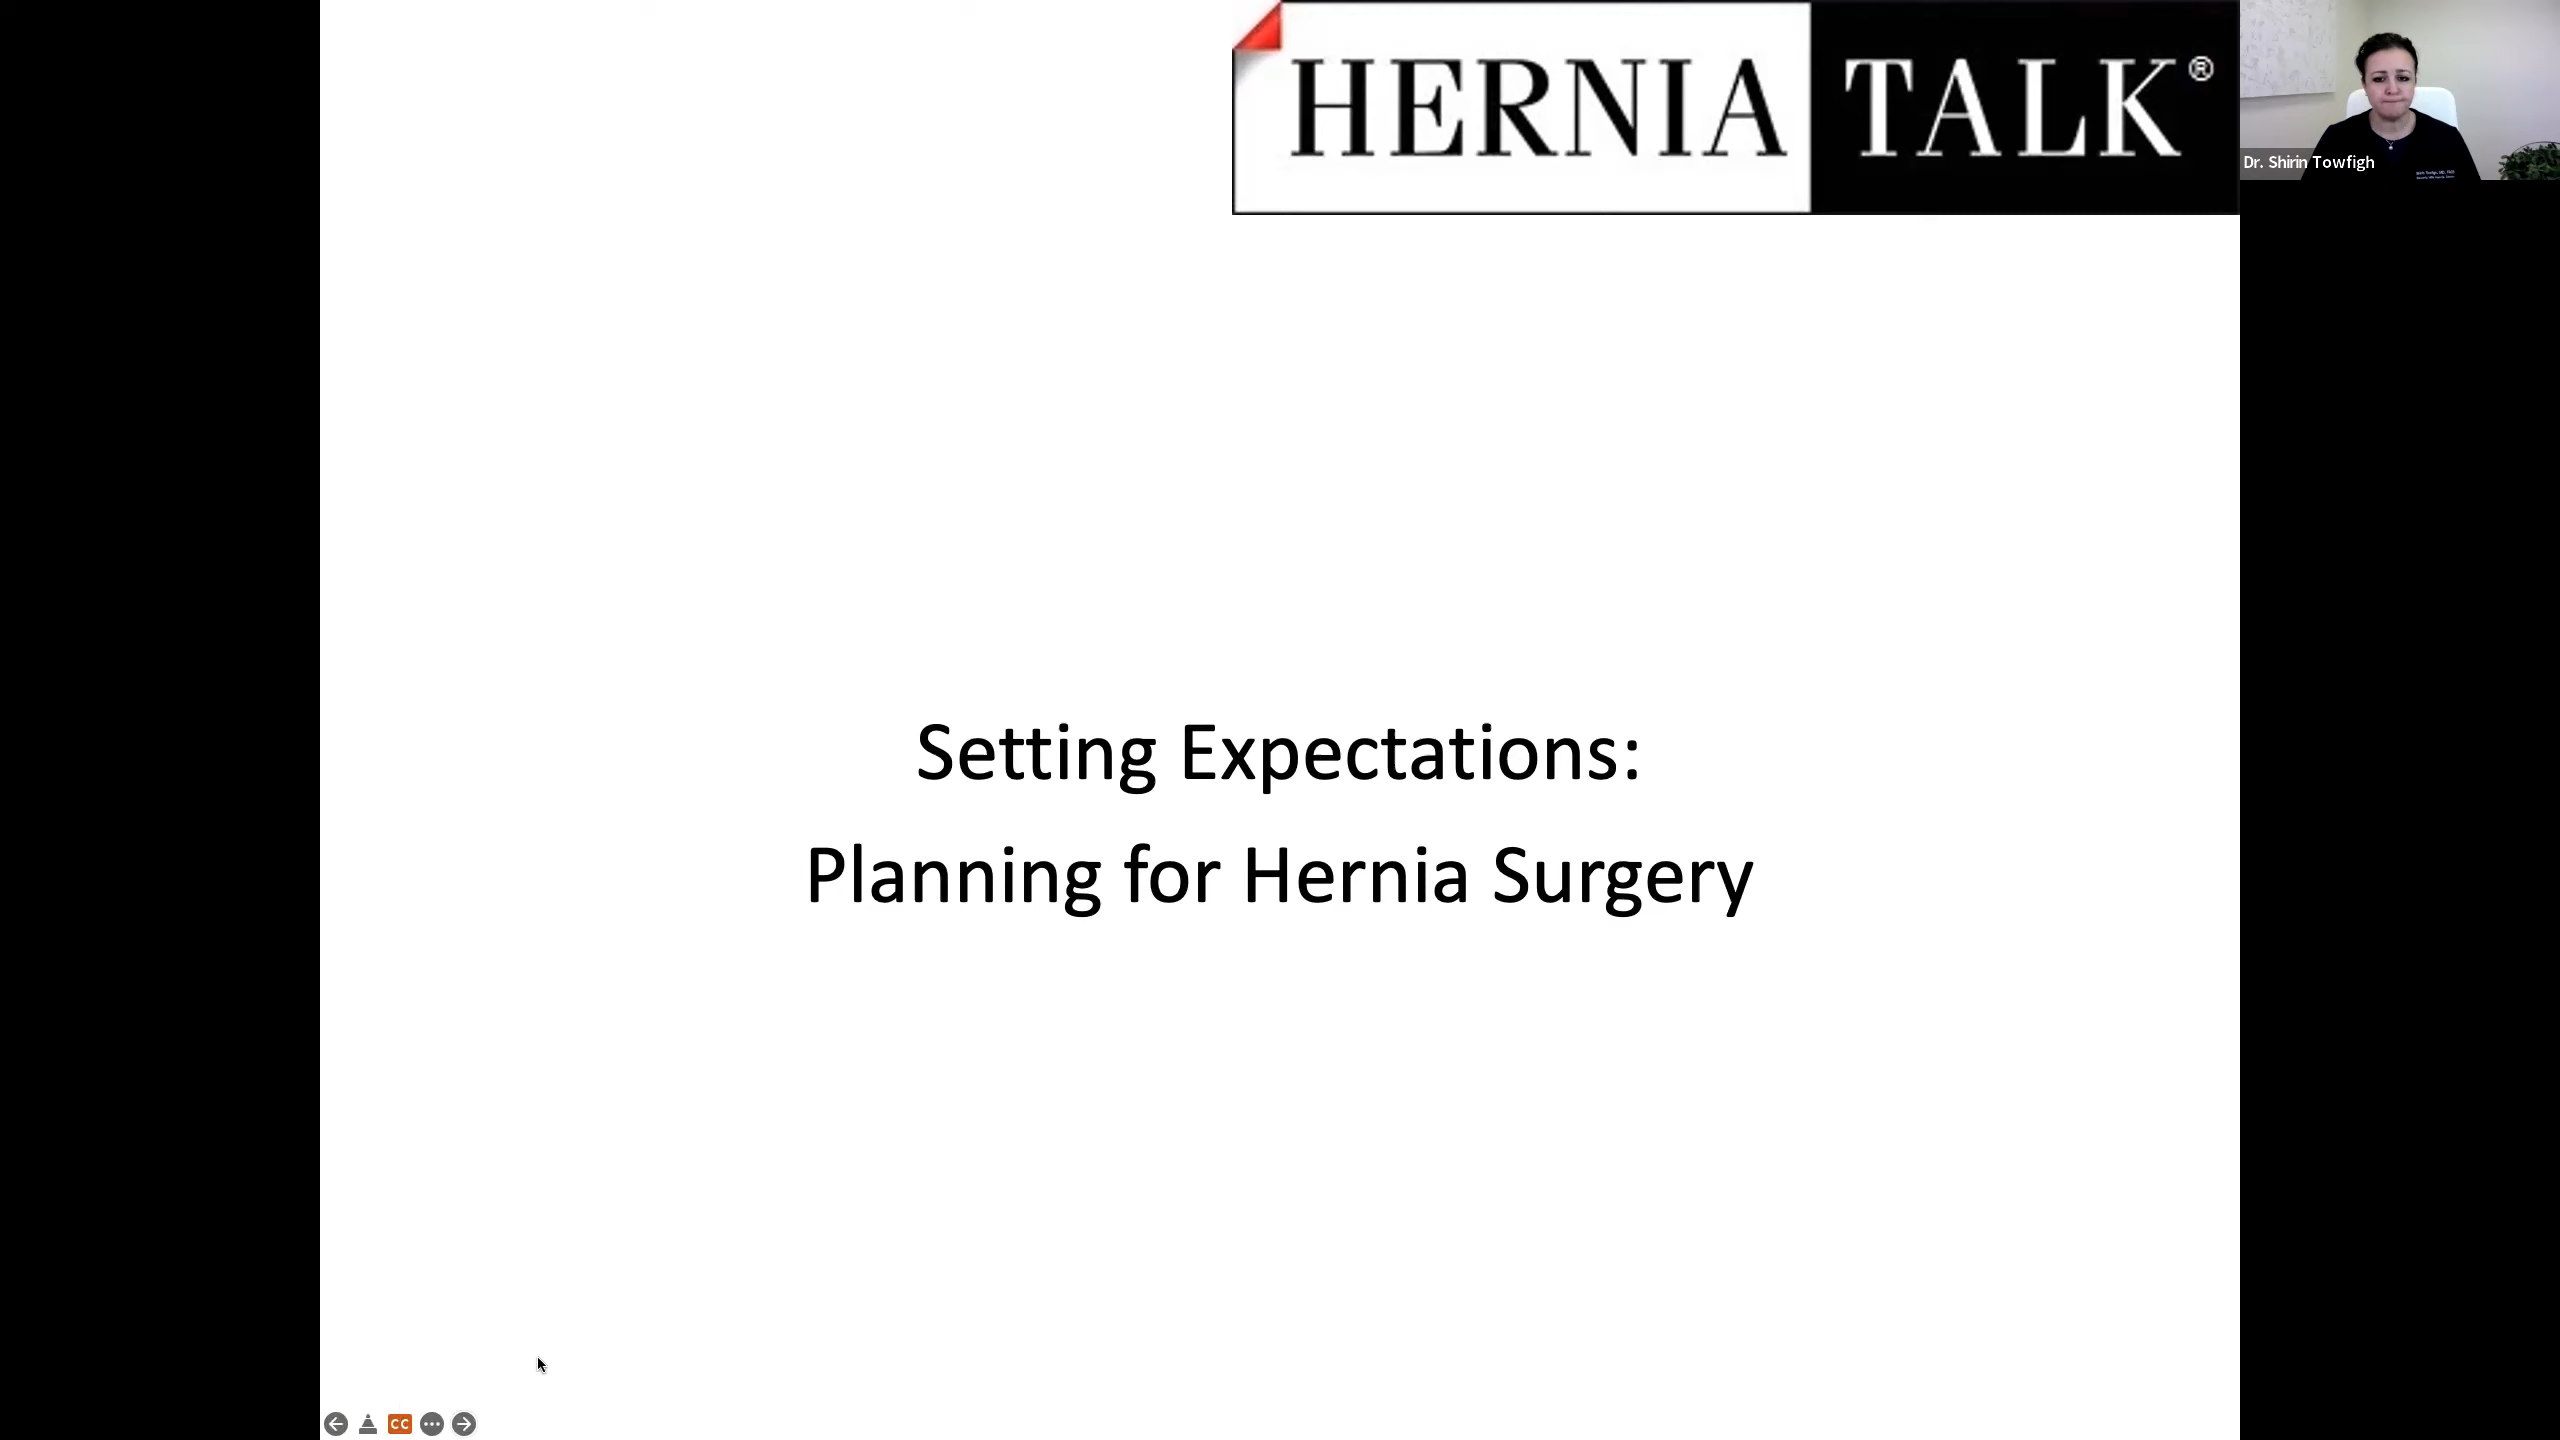 HERNIA TALK®
Dr. Shirin Towfigh
Setting Expectations:
Planning for Hernia Surgery
CC